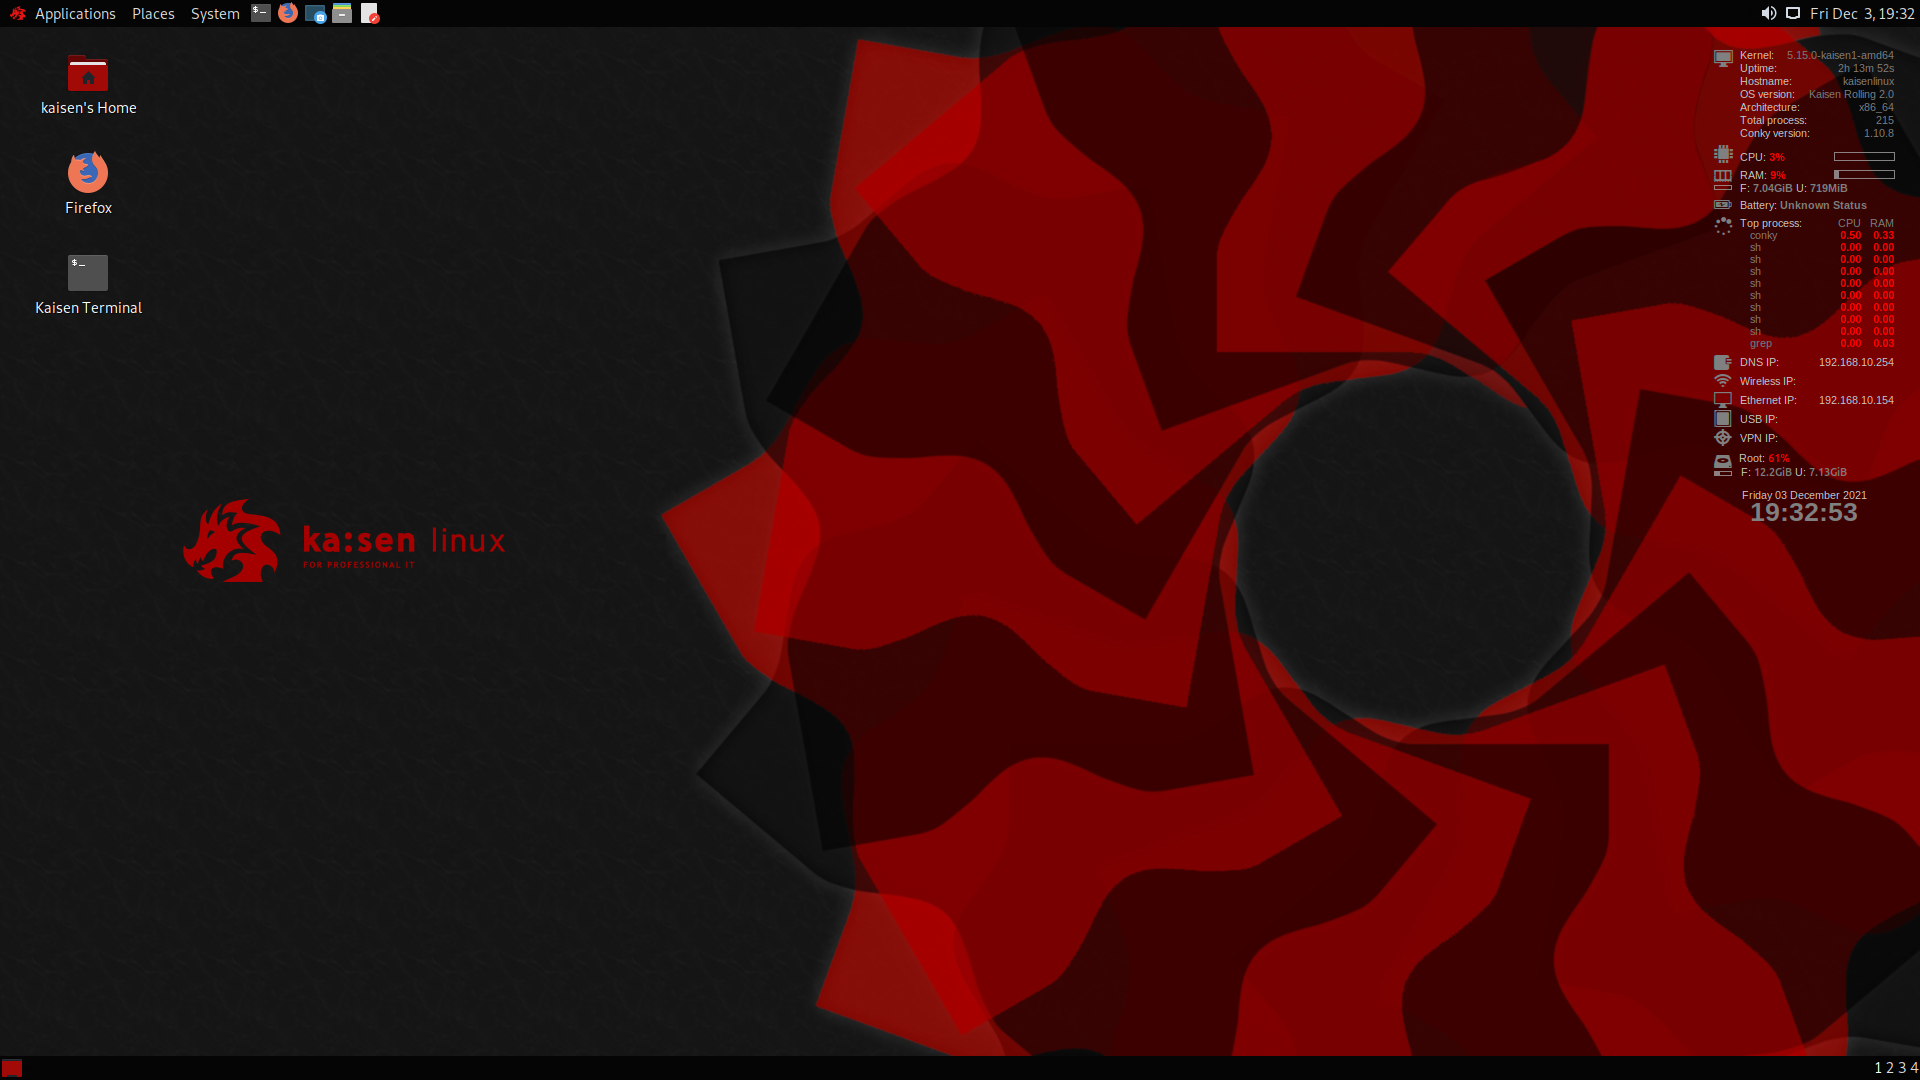 Applications Places System $_ Fri Dec 3, 19:32
kaisen's Home
Firefox
$_
Kaisen Terminal
ka:sen linux
FOR PROFESSIONAL IT
Kernel: 5.15.0-kaisen1-amd64
Uptime: 2h 13m 52s
Hostname: kaisenlinux
OS version: Kaisen Rolling 2.0
Architecture: x86_64
Total process: 215
Conky version: 1.10.8
CPU: 3%
RAM: 9%
F: 7.04GiB U: 719MiB
Battery: Unknown Status
Top process: CPU RAM
conky 0.50 0.33
sh 0.00 0.00
sh 0.00 0.00
sh 0.00 0.00
sh 0.00 0.00
sh 0.00 0.00
sh 0.00 0.00
sh 0.00 0.00
sh 0.00 0.00
grep 0.00 0.03
DNS IP: 192.168.10.254
Wireless IP:
Ethernet IP: 192.168.10.154
USB IP:
VPN IP:
Root: 61%
F: 12.2GiB U: 7.13GiB
Friday 03 December 2021
19:32:53
1 2 3 4